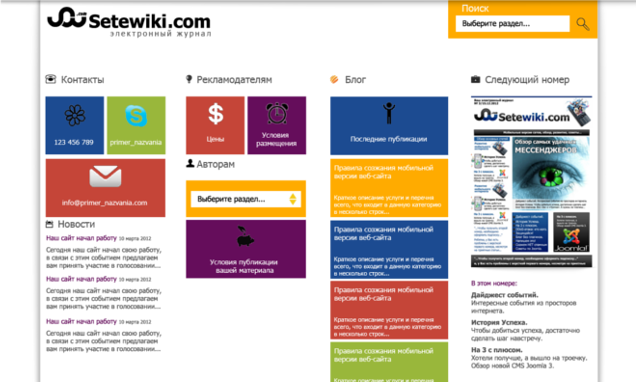 Setewiki.com
электронный журнал
Поиск
Выберите раздел...
Контакты
123 456 789
primer_nazvania
info@primer_nazvania.com
Новости
Наш сайт начал работу 10 марта 2012
Сегодня наш сайт начал свою работу,
в связи с этим событием предлагаем
вам принять участие в голосовании...
Наш сайт начал работу 10 марта 2012
Сегодня наш сайт начал свою работу,
в связи с этим событием предлагаем
вам принять участие в голосовании...
Наш сайт начал работу 10 марта 2012
Сегодня наш сайт начал свою работу,
в связи с этим событием предлагаем
вам принять участие в голосовании...
Рекламодателям
Цены
Условия
размещения
Авторам
Выберите раздел...
Условия публикации
вашей материала
Блог
Последние публикации
Правила созжания мобильной
версии веб-сайта
Краткое описание услуги и перечня
всего, что входит в данную категорию
в несколько строк...
Правила созжания мобильной
версии веб-сайта
Краткое описание услуги и перечня
всего, что входит в данную категорию
в несколько строк...
Правила созжания мобильной
версии веб-сайта
Краткое описание услуги и перечня
всего, что входит в данную категорию
в несколько строк...
Правила созжания мобильной
версии веб-сайта
Краткое описание услуги и перечня
Следующий номер
Setewiki.com
Обзор самых удачных
МЕССЕНДЖЕРОВ
Joomla!
В этом номере:
Дайджест событий.
Интересные события из просторов
интернета.
История Успеха.
Чтобы добиться успеха, достаточно
сделать шаг навстречу.
На 3 с плюсом.
Хотели получше, а вышло на троечку.
Обзор новой CMS Joomla 3.